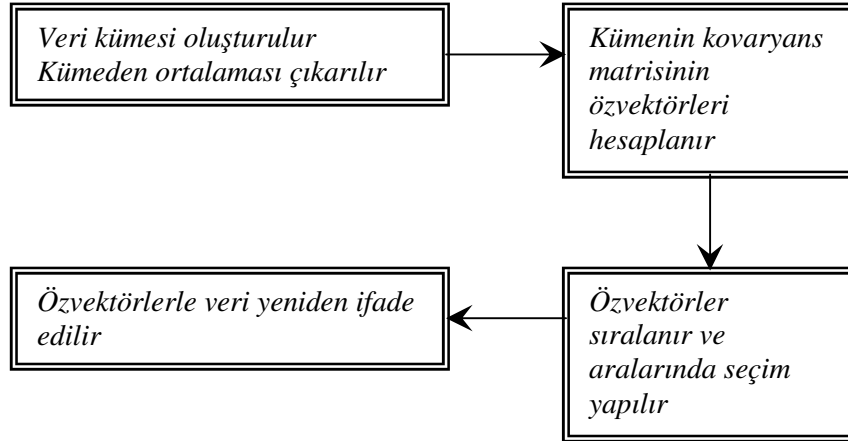 Veri kümesi oluşturulur
Kümeden ortalaması çıkarılır
Kümenin kovaryans
matrisinin
özvektörleri
hesaplanır
Özvektörler
sıralanır ve
aralarında seçim
yapılır
Özvektörlerle veri yeniden ifade
edilir